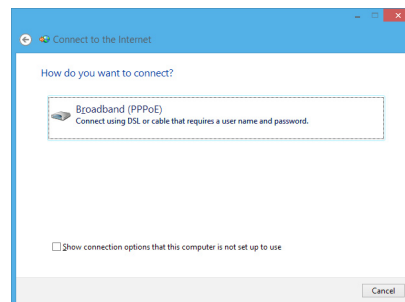 Connect to the Internet
How do you want to connect?
Broadband (PPPoE)
Connect using DSL or cable that requires a user name and password.
Show connection options that this computer is not set up to use
Cancel